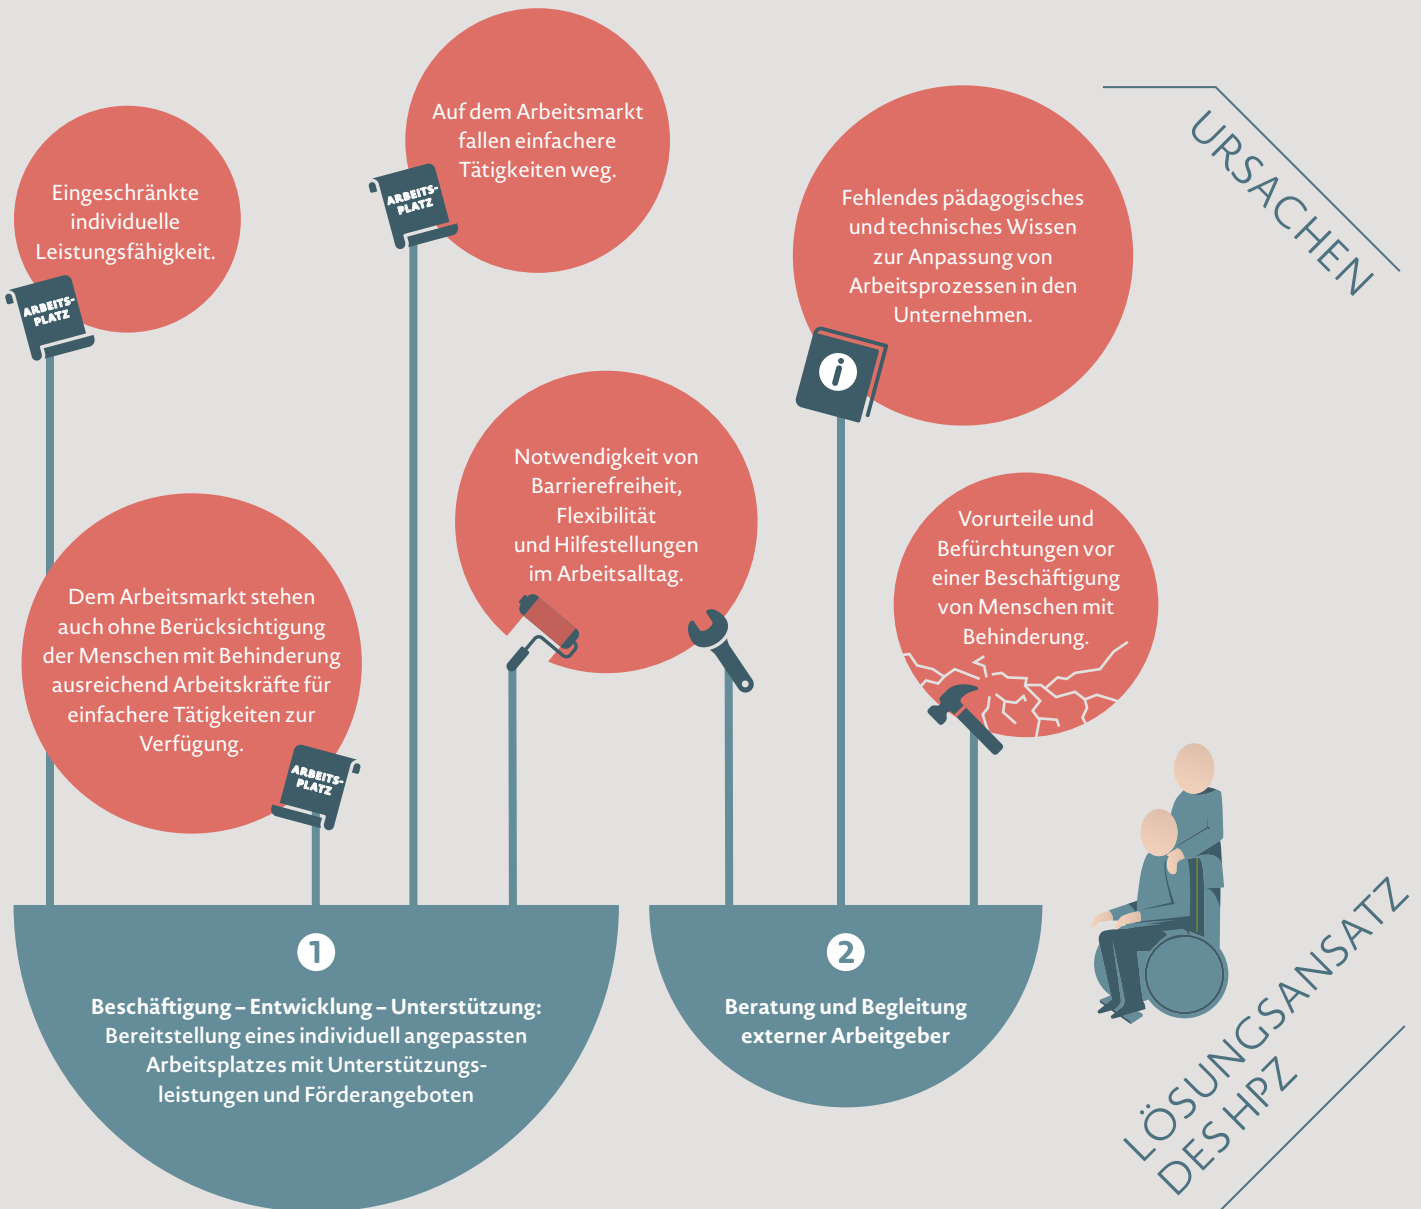 URSACHEN
Eingeschränkte
individuelle
Leistungsfähigkeit.
ARBEITS-
PLATZ
Auf dem Arbeitsmarkt
fallen einfachere
Tätigkeiten weg.
ARBEITS-
PLATZ
Fehlendes pädagogisches
und technisches Wissen
zur Anpassung von
Arbeitsprozessen in den
Unternehmen.
i
Dem Arbeitsmarkt stehen
auch ohne Berücksichtigung
der Menschen mit Behinderung
ausreichend Arbeitskräfte für
einfachere Tätigkeiten zur
Verfügung.
ARBEITS-
PLATZ
Notwendigkeit von
Barrierefreiheit,
Flexibilität
und Hilfestellungen
im Arbeitsalltag.
Vorurteile und
Befürchtungen vor
einer Beschäftigung
von Menschen mit
Behinderung.
1
Beschäftigung – Entwicklung – Unterstützung:
Bereitstellung eines individuell angepassten
Arbeitsplatzes mit Unterstützungs-
leistungen und Förderangeboten
2
Beratung und Begleitung
externer Arbeitgeber
LÖSUNGSANSATZ
DES HPZ